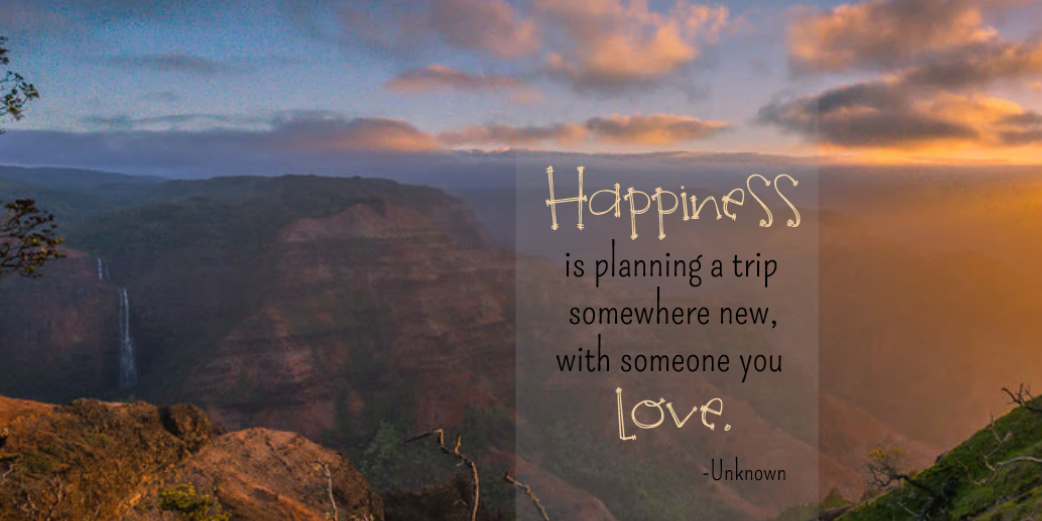 Happiness
is planning a trip
somewhere new,
with someone you
Love.
-Unknown